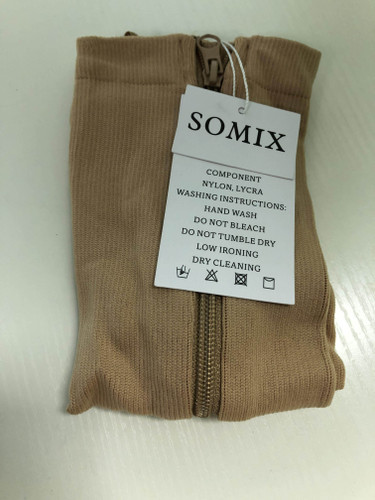 SOMIX
COMPONENT
NYLON, LYCRA
WASHING INSTRUCTIONS:
HAND WASH
DO NOT BLEACH
DO NOT TUMBLE DRY
LOW IRONING
DRY CLEANING